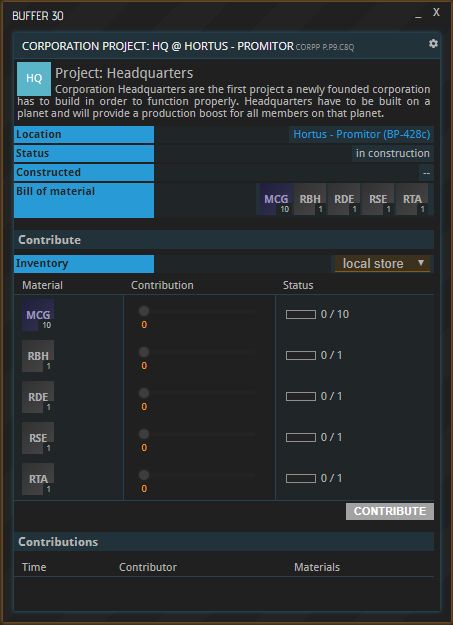 BUFFER 30
_ X
CORPORATION PROJECT: HQ @ HORTUS - PROMITOR CORPP P.P9.CBQ
HQ
Project: Headquarters
Corporation Headquarters are the first project a newly founded corporation
has to build in order to function properly. Headquarters have to be built on a
planet and will provide a production boost for all members on that planet.
Location Hortus - Promitor (BP-428c)
Status in construction
Constructed --
Bill of material MCG RBH RDE RSE RTA
10 1 1 1 1
Contribute
Inventory local store
Material Contribution Status
MCG 10 0 0 / 10
RBH 1 0 0 / 1
RDE 1 0 0 / 1
RSE 1 0 0 / 1
RTA 1 0 0 / 1
CONTRIBUTE
Contributions
Time Contributor Materials